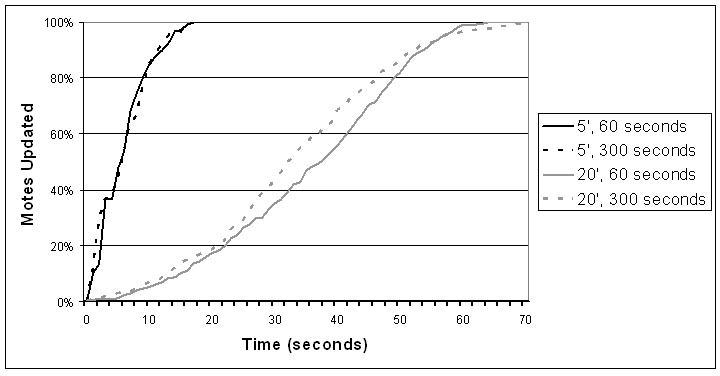 100%
80%
60%
40%
20%
0%
Motes Updated
0 10 20 30 40 50 60 70
Time (seconds)
5', 60 seconds
5', 300 seconds
20', 60 seconds
20', 300 seconds